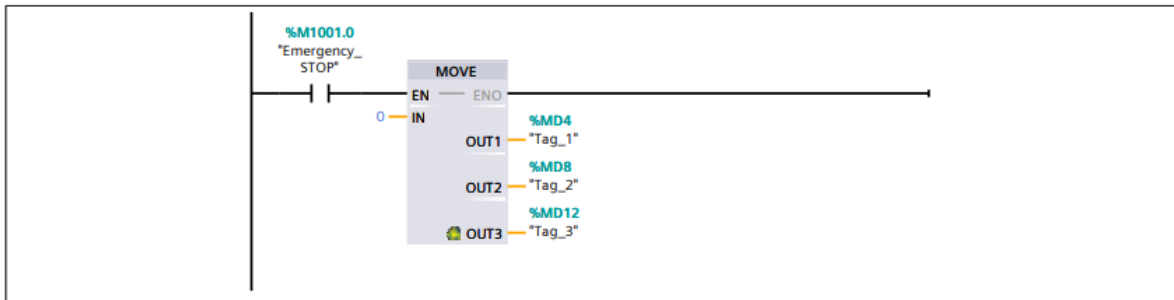 %M1001.0
"Emergency_
STOP"
MOVE
EN ENO
0 IN
%MD4
OUT1 "Tag_1"
%MD8
OUT2 "Tag_2"
%MD12
OUT3 "Tag_3"